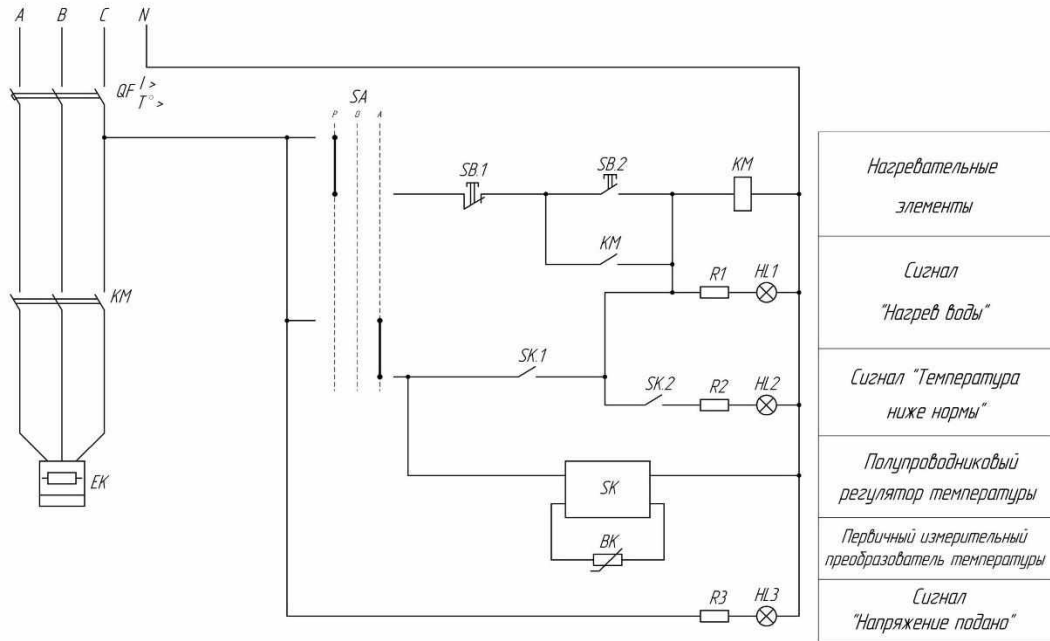 A B C N
QF I >
T° >
SA
P 0 A
SB.1
SB.2
KM
KM
KM
R1
HL1
SK.1
SK.2
R2
HL2
EK
SK
BK
R3
HL3
Нагревательные
элементы
Сигнал
"Нагрев воды"
Сигнал "Температура
ниже нормы"
Полупроводниковый
регулятор температуры
Первичный измерительный
преобразователь температуры
Сигнал
"Напряжение подано"